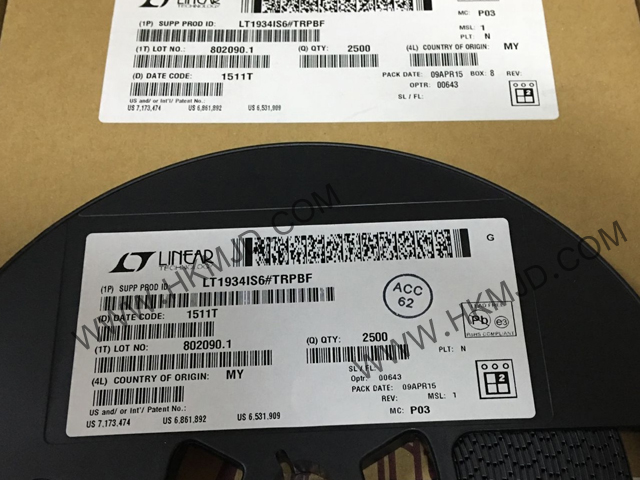 LINEAR
TECHNOLOGY
MC: P03
(1P) SUPP PROD ID: LT1934IS6#TRPBF
MSL: 1
PLT: N
(1T) LOT NO.: 802090.1 (Q) QTY: 2500 (4L) COUNTRY OF ORIGIN: MY
(D) DATE CODE: 1511T
PACK DATE: 09APR15 BOX: 8 REV:
OPTR: 00643
SL / FL:
US and/ or Int'l/ Patent No.:
US 7,173,474 US 6,861,892 US 6,531,909
2
LINEAR
TECHNOLOGY
G
(1P) SUPP PROD ID: LT1934IS6#TRPBF
(D) DATE CODE: 1511T
ACC
62
Pb e3
RoHS COMPLIANT
(1T) LOT NO: 802090.1 (Q) QTY: 2500
PLT: N
(4L) COUNTRY OF ORIGIN: MY
SL / FL:
Optr: 00643
PACK DATE: 09APR15
REV: MSL: 1
MC: P03
US and/ or Int'/ Patent No.:
US 7,173,474 US 6,861,892 US 6,531,909
2
WWW.HKMJD.COM
WWW.HKMJD.COM